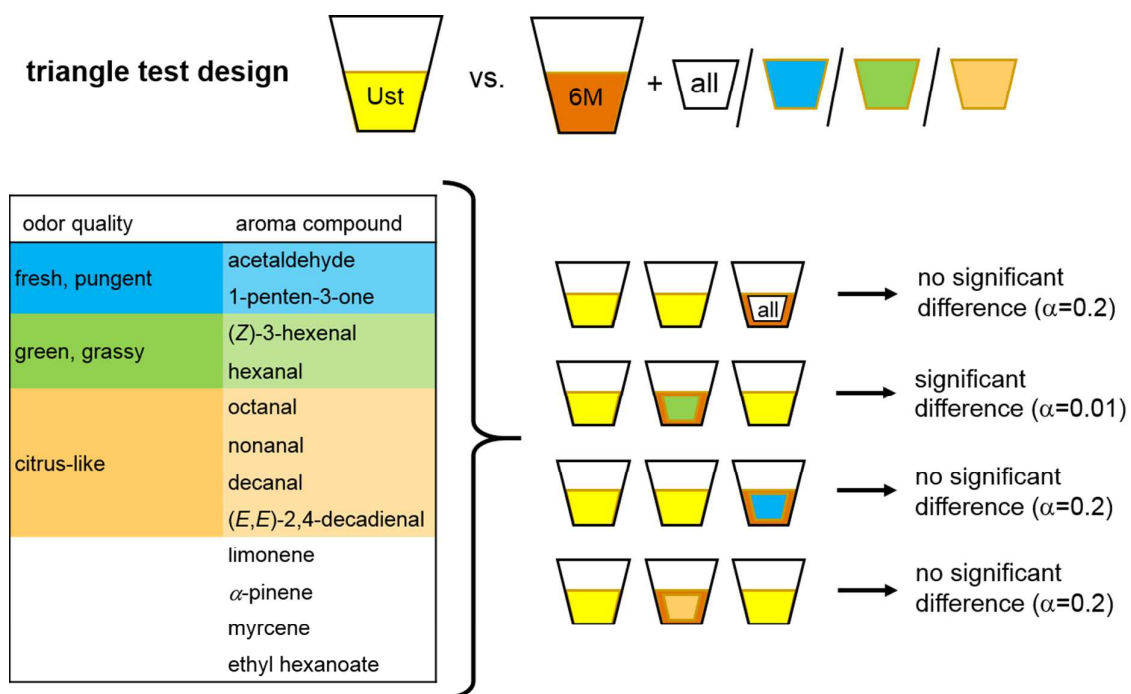 triangle test design
Ust
vs.
6M
+
all
/
/
/
odor quality aroma compound
fresh, pungent
acetaldehyde
1-penten-3-one
green, grassy
(Z)-3-hexenal
hexanal
citrus-like
octanal
nonanal
decanal
(E,E)-2,4-decadienal
limonene
α-pinene
myrcene
ethyl hexanoate
all
no significant
difference (α=0.2)
significant
difference (α=0.01)
no significant
difference (α=0.2)
no significant
difference (α=0.2)